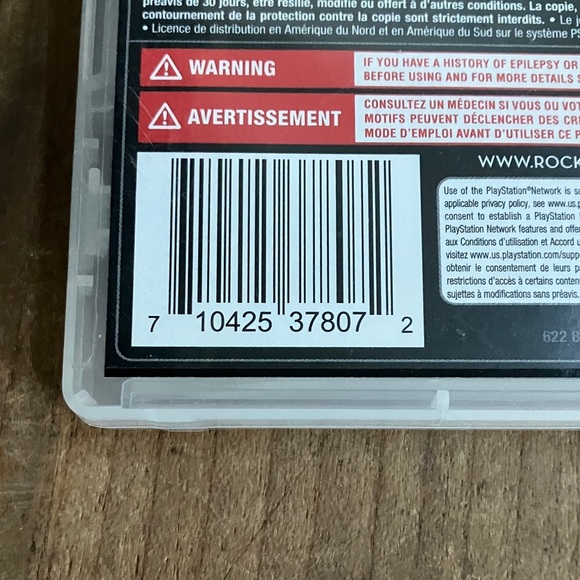 préavis de 30 jours, être résilié, modifié ou offert à d'autres conditions. La copie,
contournement de la protection contre la copie sont strictement interdits. • Le j
• Licence de distribution en Amérique du Nord et en Amérique du Sud sur le système PS
WARNING
IF YOU HAVE A HISTORY OF EPILEPSY OR
BEFORE USING AND FOR MORE DETAILS S
AVERTISSEMENT
CONSULTEZ UN MÉDECIN SI VOUS OU VOT
MOTIFS PEUVENT DÉCLENCHER DES CRI
MODE D'EMPLOI AVANT D'UTILISER CE P
WWW.ROCK
Use of the PlayStation®Network is su
applicable privacy policy, see www.us.p
consent to establish a PlayStation
PlayStation Network features and offer
aux Conditions d'utilisation et Accord u
visitez www.us.playstation.com/suppo
obtenir le consentement de leurs p
restrictions d'accès à certains conten
sujettes à modifications sans préavis.
7 10425 37807 2
622 B